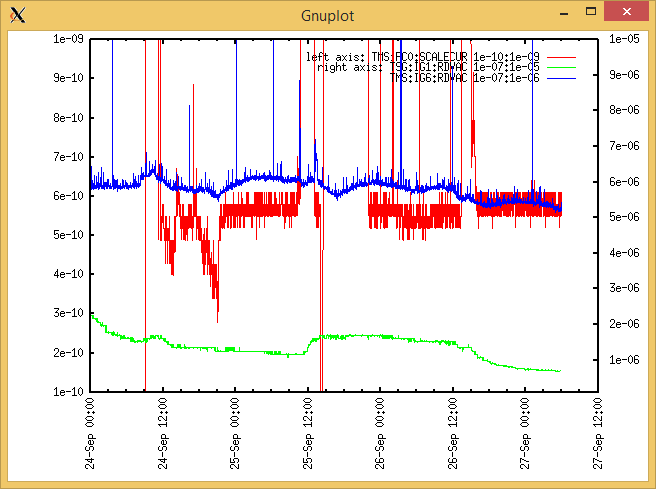 Gnuplot
left axis: TMS:FC0:SCALECUR 1e-10:1e-09
right axis: TSG:IG1:RDVAC 1e-07:1e-05
TMS:IG6:RDVAC 1e-07:1e-06
1e-09
9e-10
8e-10
7e-10
6e-10
5e-10
4e-10
3e-10
2e-10
1e-10
1e-05
9e-06
8e-06
7e-06
6e-06
5e-06
4e-06
3e-06
2e-06
1e-06
24-Sep 00:00
24-Sep 12:00
25-Sep 00:00
25-Sep 12:00
26-Sep 00:00
26-Sep 12:00
27-Sep 00:00
27-Sep 12:00